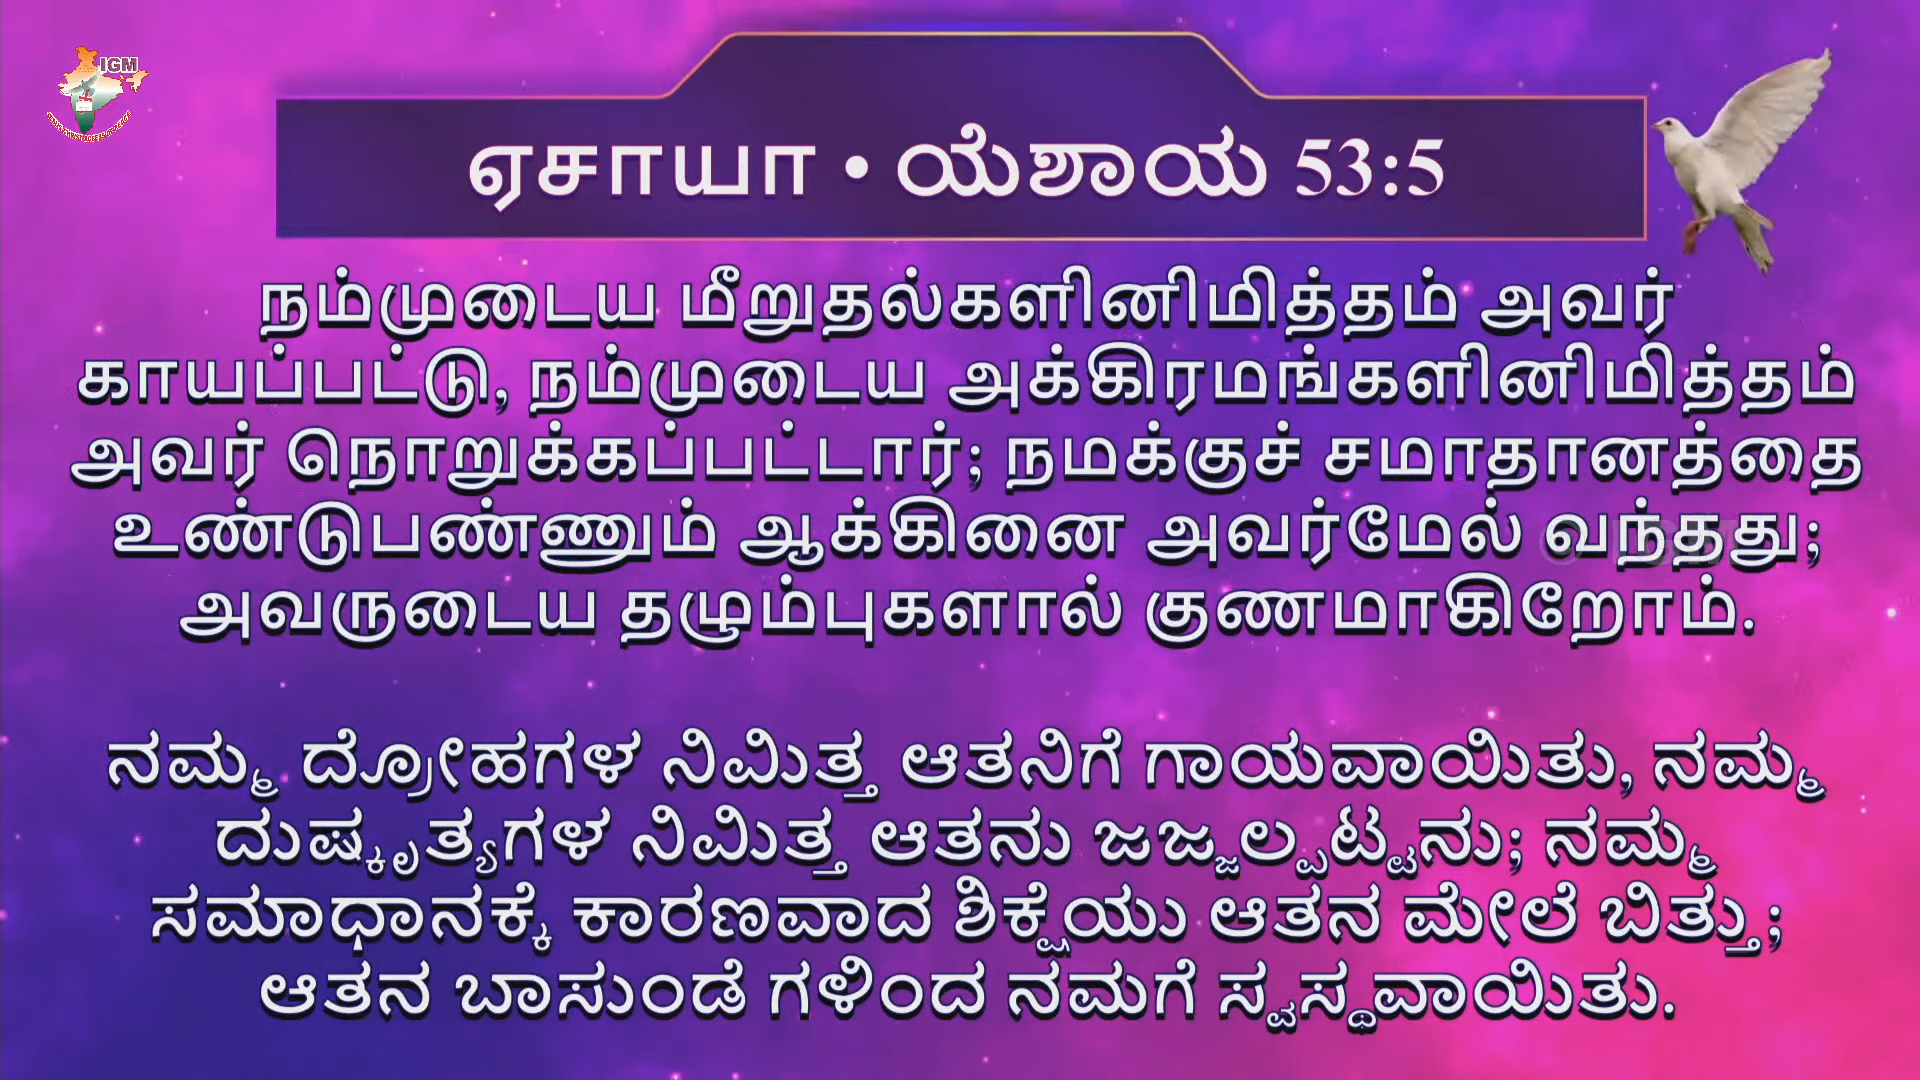 IGM
ஏசாயா • ಯೆಶಾಯ 53:5
நம்முடைய மீறுதல்களினிமித்தம் அவர்
காயப்பட்டு, நம்முடைய அக்கிரமங்களினிமித்தம்
அவர் நொறுக்கப்பட்டார்; நமக்குச் சமாதானத்தை
உண்டுபண்ணும் ஆக்கினை அவர்மேல் வந்தது;
அவருடைய தழும்புகளால் குணமாகிறோம்.
ನಮ್ಮ ದ್ರೋಹಗಳ ನಿಮಿತ್ತ ಆತನಿಗೆ ಗಾಯವಾಯಿತು, ನಮ್ಮ
ದುಷ್ಕೃತ್ಯಗಳ ನಿಮಿತ್ತ ಆತನು ಜಜ್ಜಲ್ಪಟ್ಟನು; ನಮ್ಮ
ಸಮಾಧಾನಕ್ಕೆ ಕಾರಣವಾದ ಶಿಕ್ಷೆಯು ಆತನ ಮೇಲೆ ಬಿತ್ತು;
ಆತನ ಬಾಸುಂಡೆ ಗಳಿಂದ ನಮಗೆ ಸ್ವಸ್ಥವಾಯಿತು.